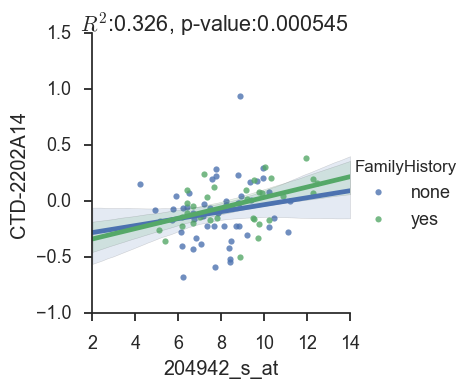 R²:0.326, p-value:0.000545
1.5
1.0
0.5
0.0
−0.5
−1.0
CTD-2202A14
2 4 6 8 10 12 14
204942_s_at
FamilyHistory
none
yes